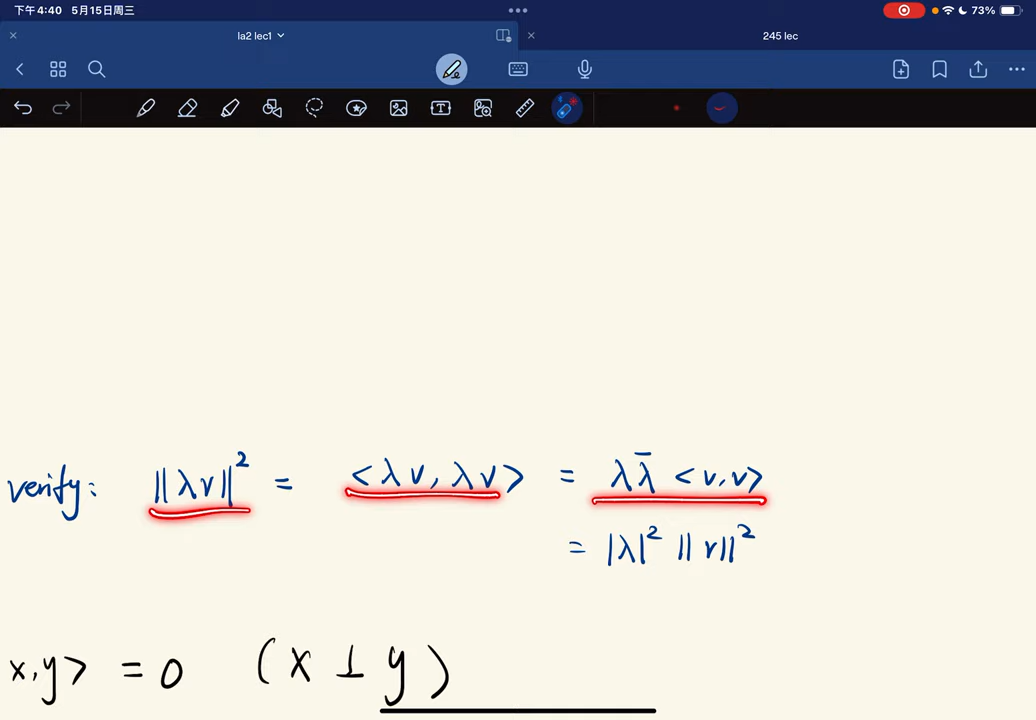 下午4:40 5月15日周三
73%
la2 lec1
245 lec
verify: ||λv||² = <λv, λv> = λλ̄ <v,v>
= |λ|² ||v||²
x,y> = 0 (x ⊥ y)